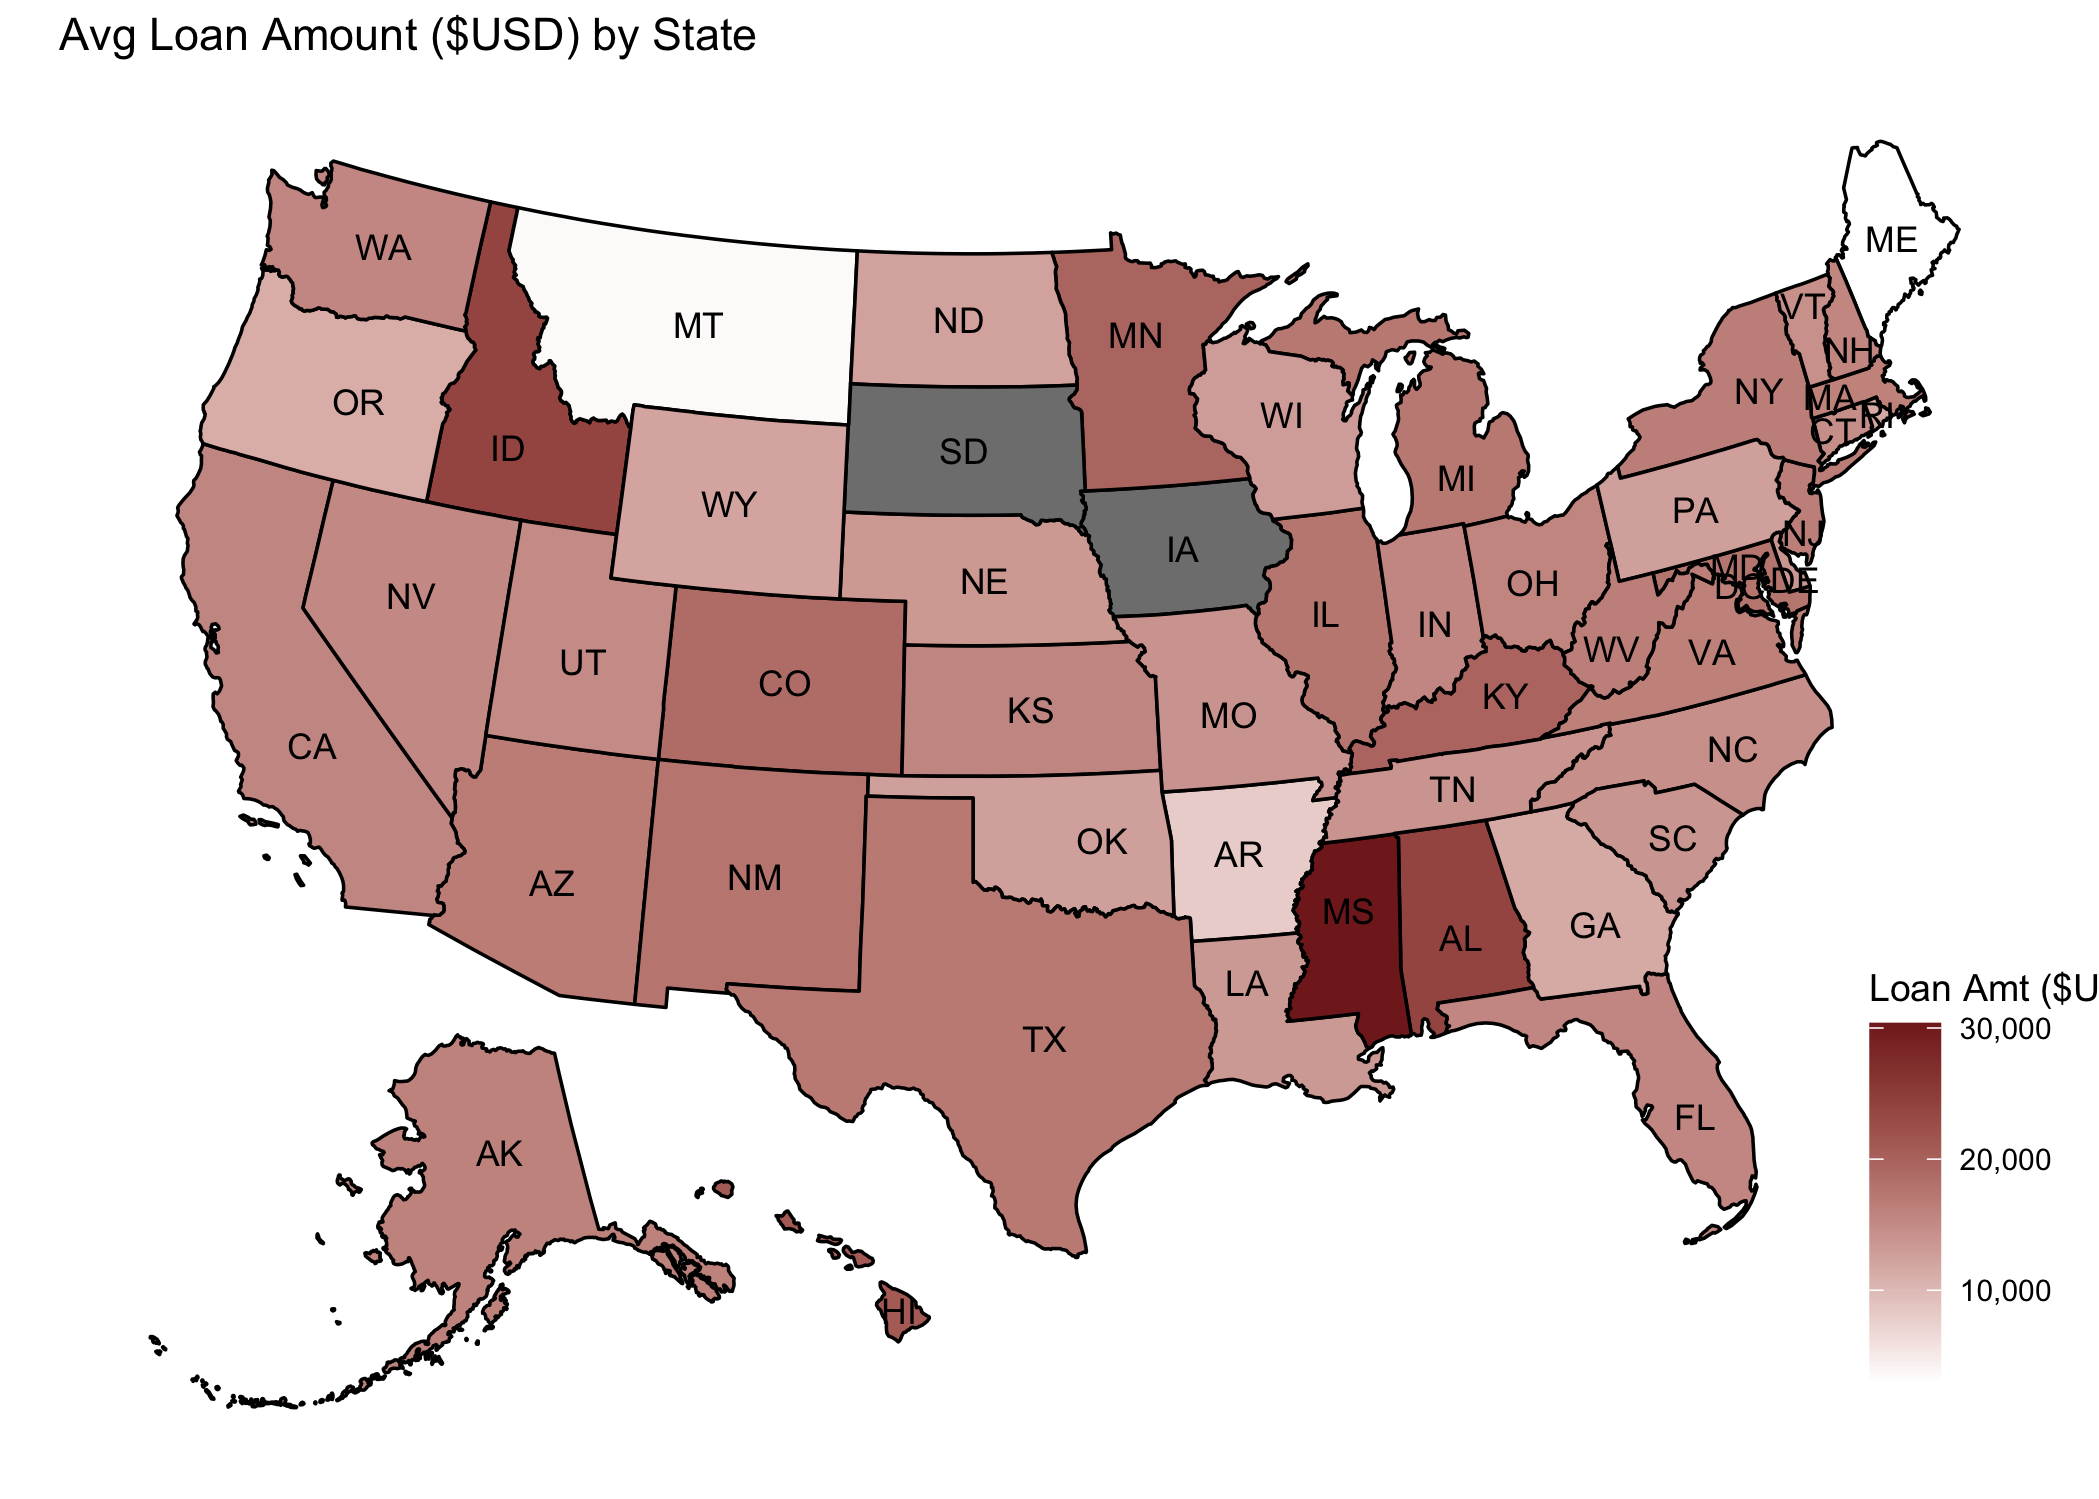 Avg Loan Amount ($USD) by State
ME
WA
VT
MT
ND
MN
NH
OR
WI
NY
MA
RI
CT
ID
SD
MI
WY
PA
NJ
IA
MD
DE
DC
NE
OH
NV
IL
IN
WV
VA
UT
CO
KY
KS
MO
CA
NC
TN
SC
OK
AR
AZ
NM
MS
GA
AL
LA
TX
FL
AK
HI
Loan Amt ($U
30,000
20,000
10,000